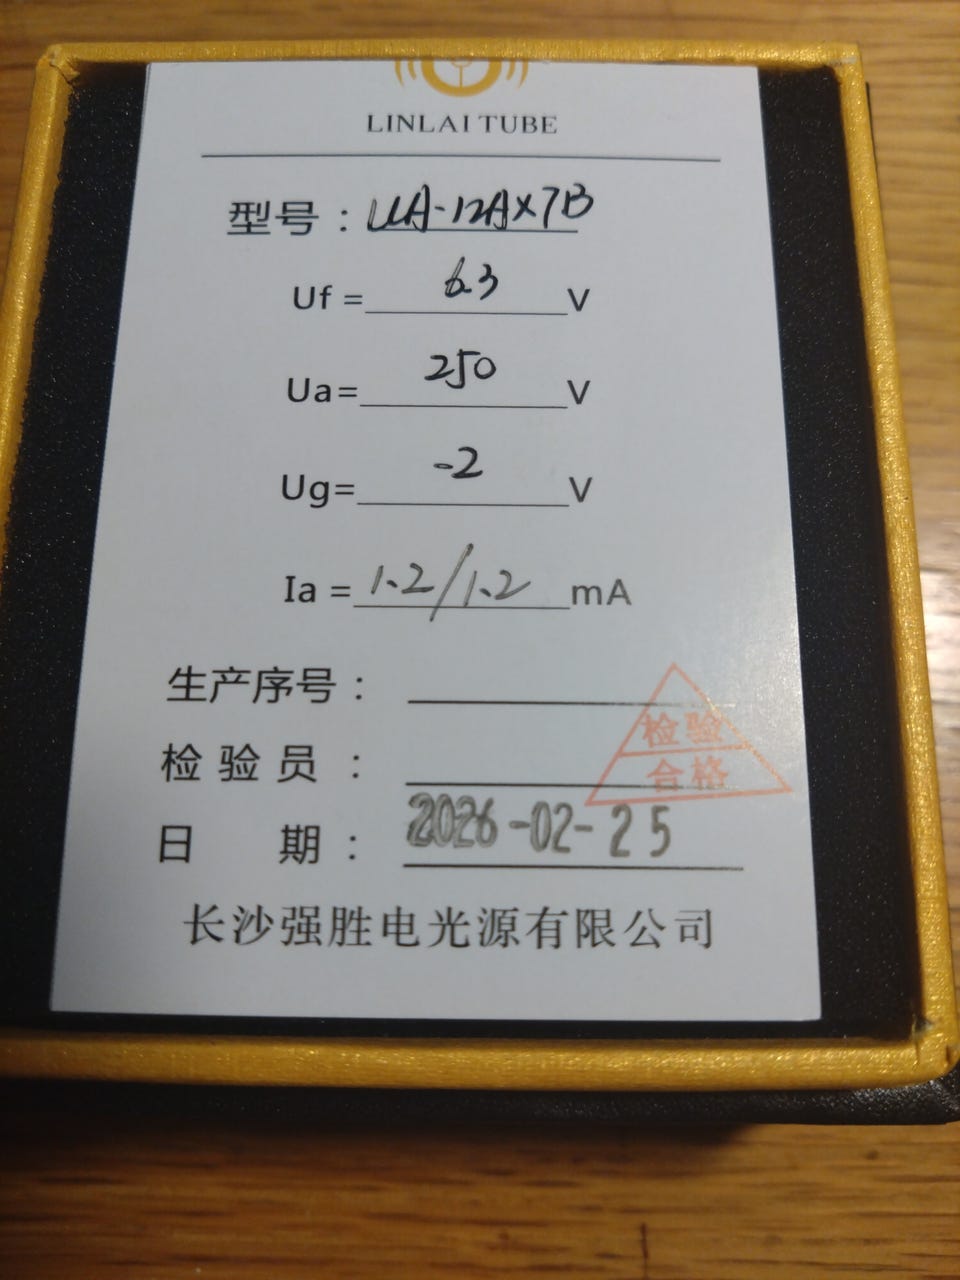 LINLAI TUBE
型号：UA-12AX7B
Uf = 6.3 V
Ua= 250 V
Ug= -2 V
Ia = 1.2/1.2 mA
生产序号：
检验
检验员：
合格
日期：2026-02-25
长沙强胜电光源有限公司